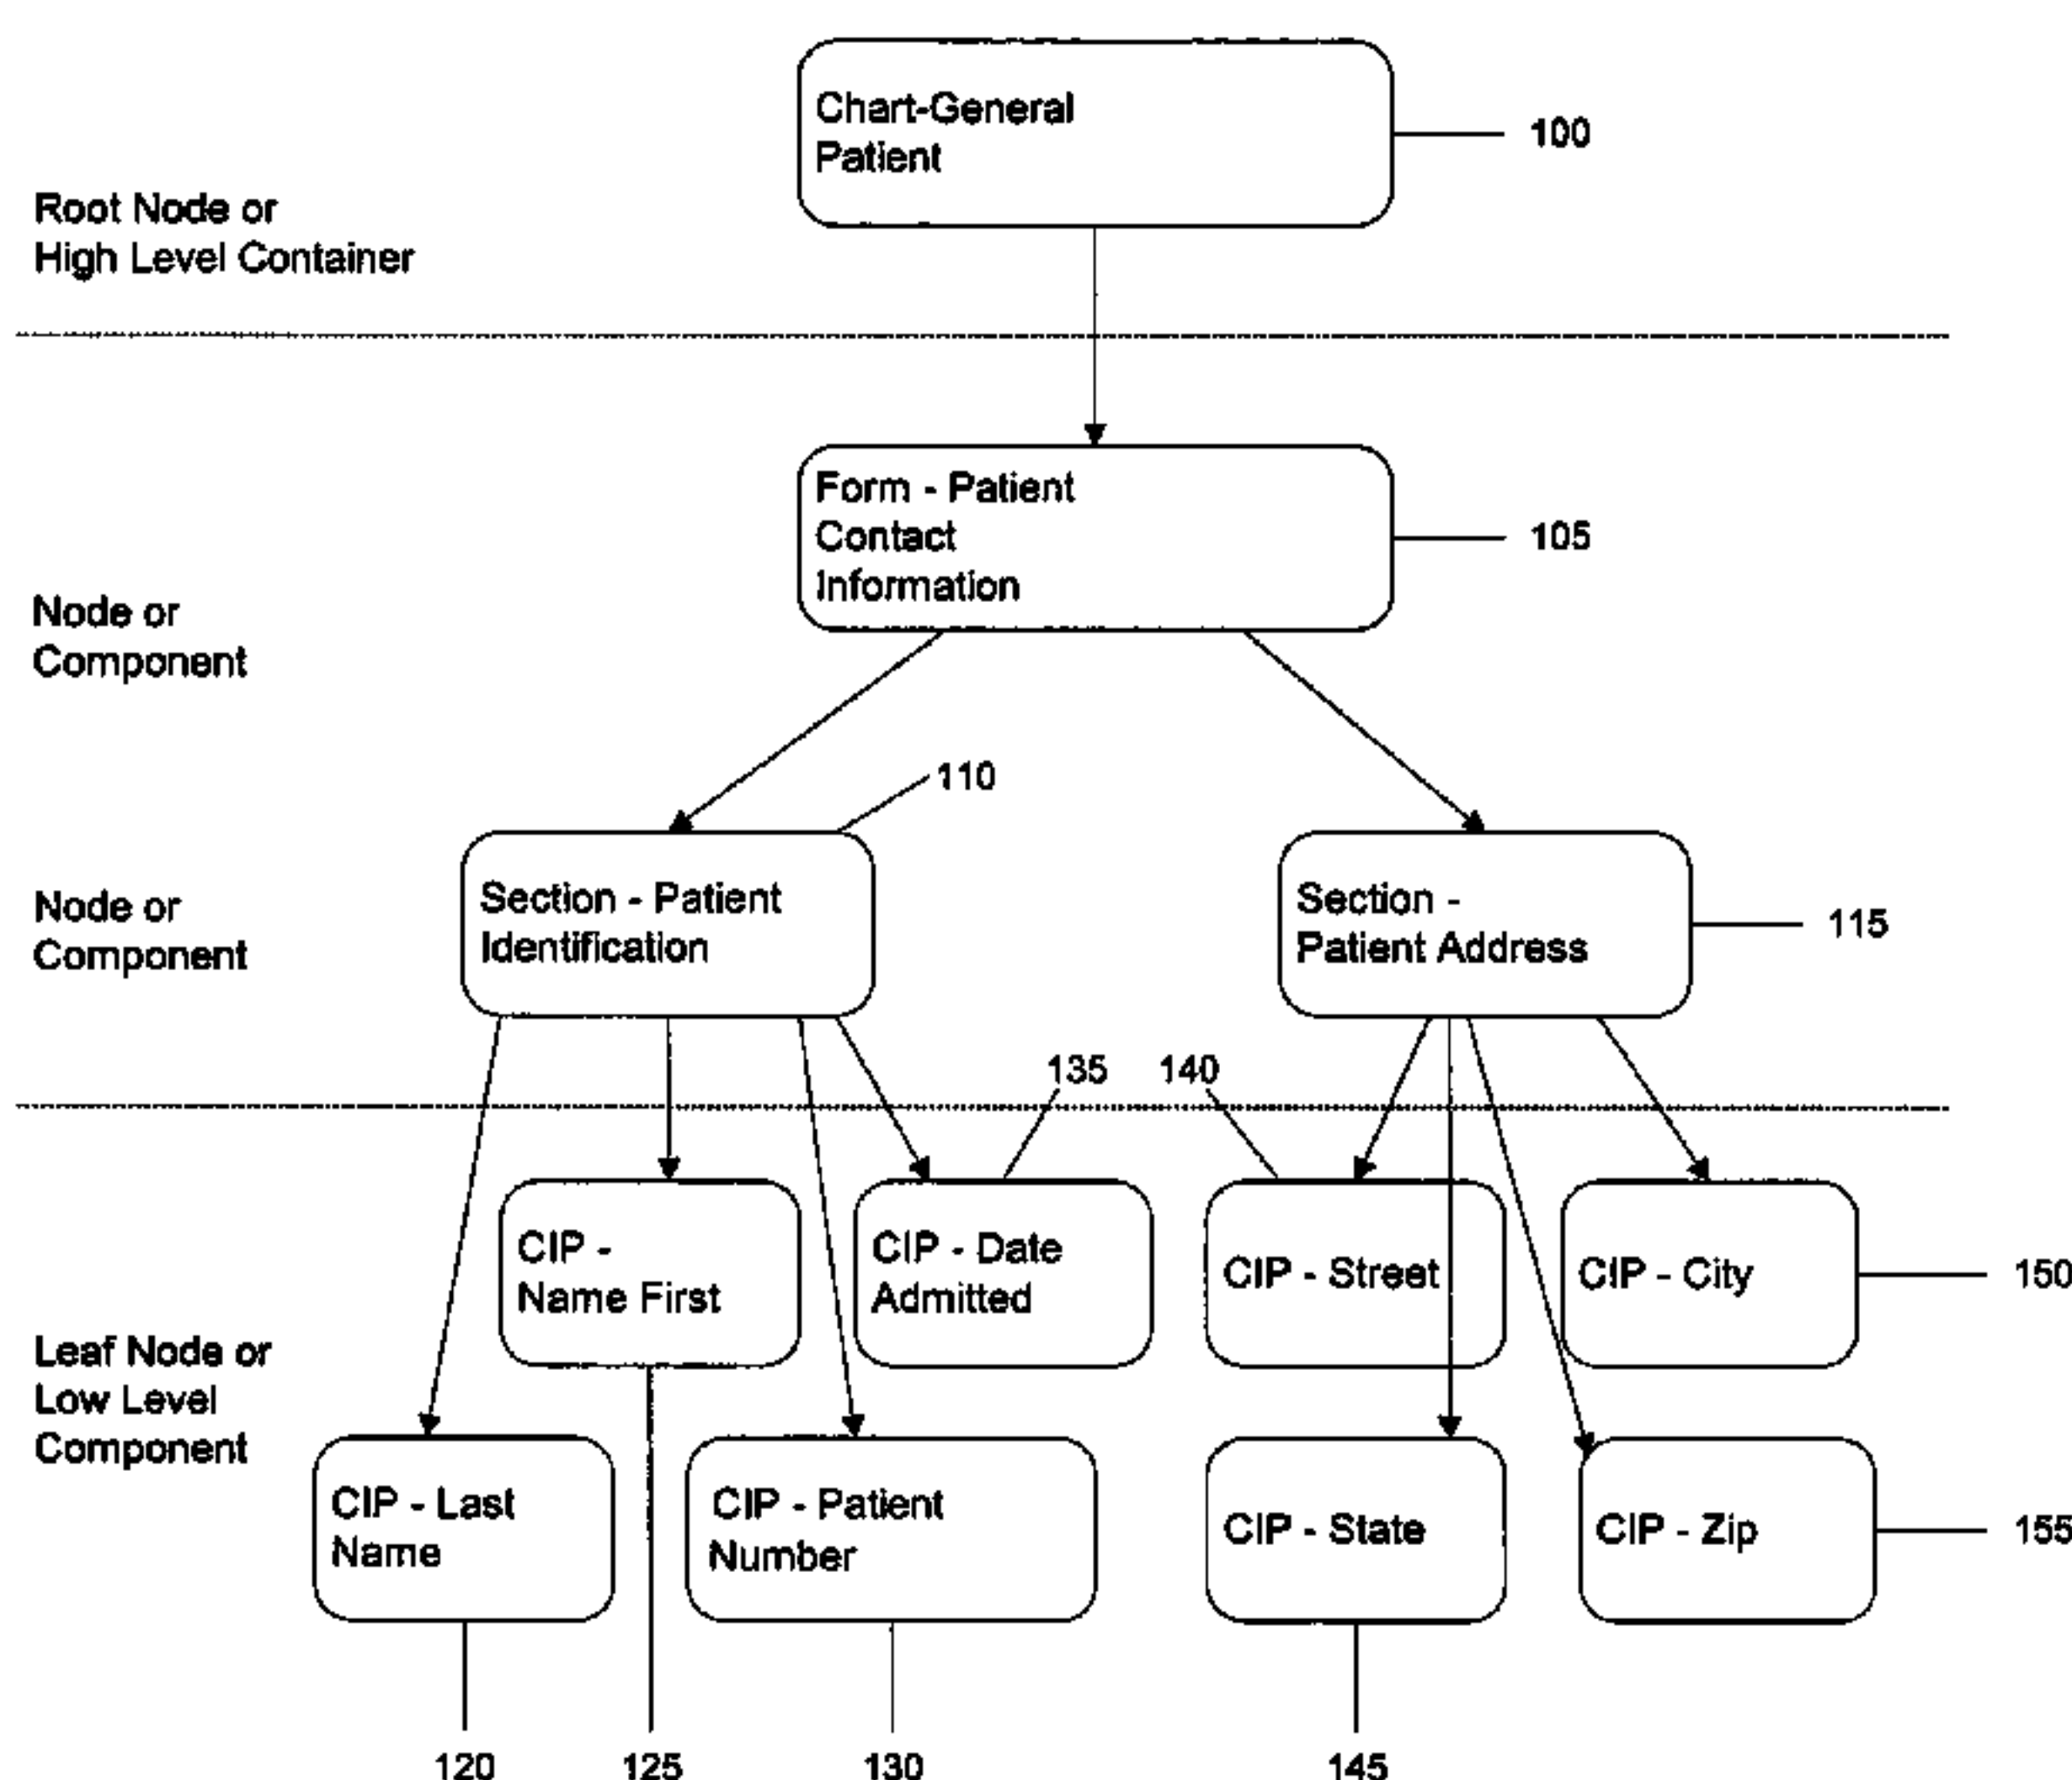 Chart-General
Patient
100
Root Node or
High Level Container
Form - Patient
Contact
Information
105
Node or
Component
110
Section - Patient
Identification
Section -
Patient Address
115
Node or
Component
135
140
CIP -
Name First
CIP - Date
Admitted
CIP - Street
CIP - City
150
Leaf Node or
Low Level
Component
CIP - Last
Name
CIP - Patient
Number
CIP - State
CIP - Zip
155
120
125
130
145